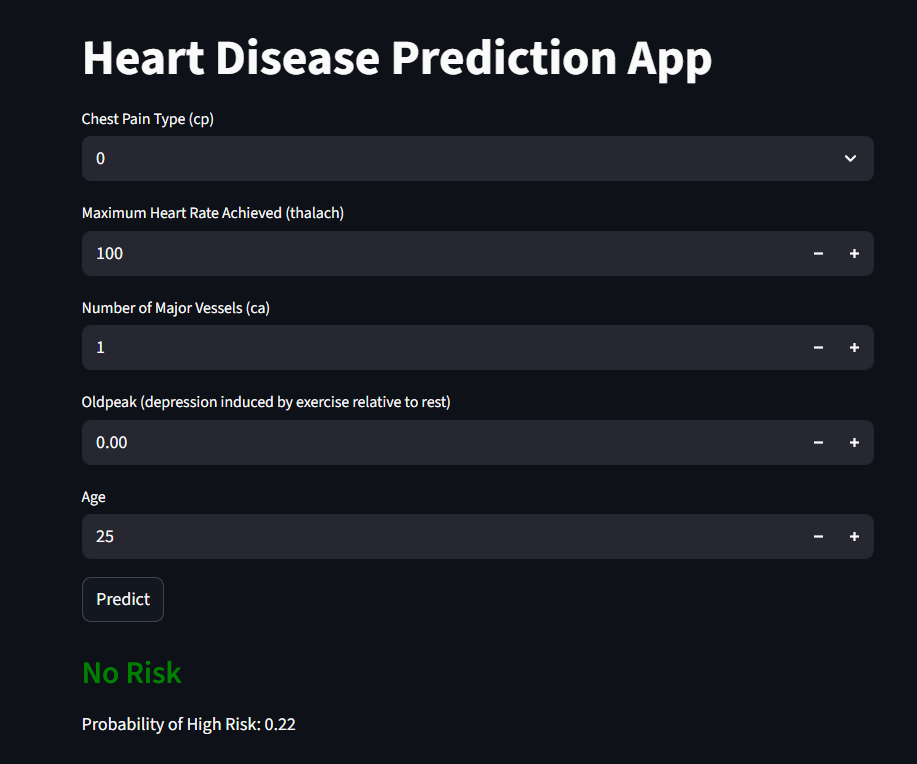 Heart Disease Prediction App
Chest Pain Type (cp)
0
Maximum Heart Rate Achieved (thalach)
100
Number of Major Vessels (ca)
1
Oldpeak (depression induced by exercise relative to rest)
0.00
Age
25
Predict
No Risk
Probability of High Risk: 0.22